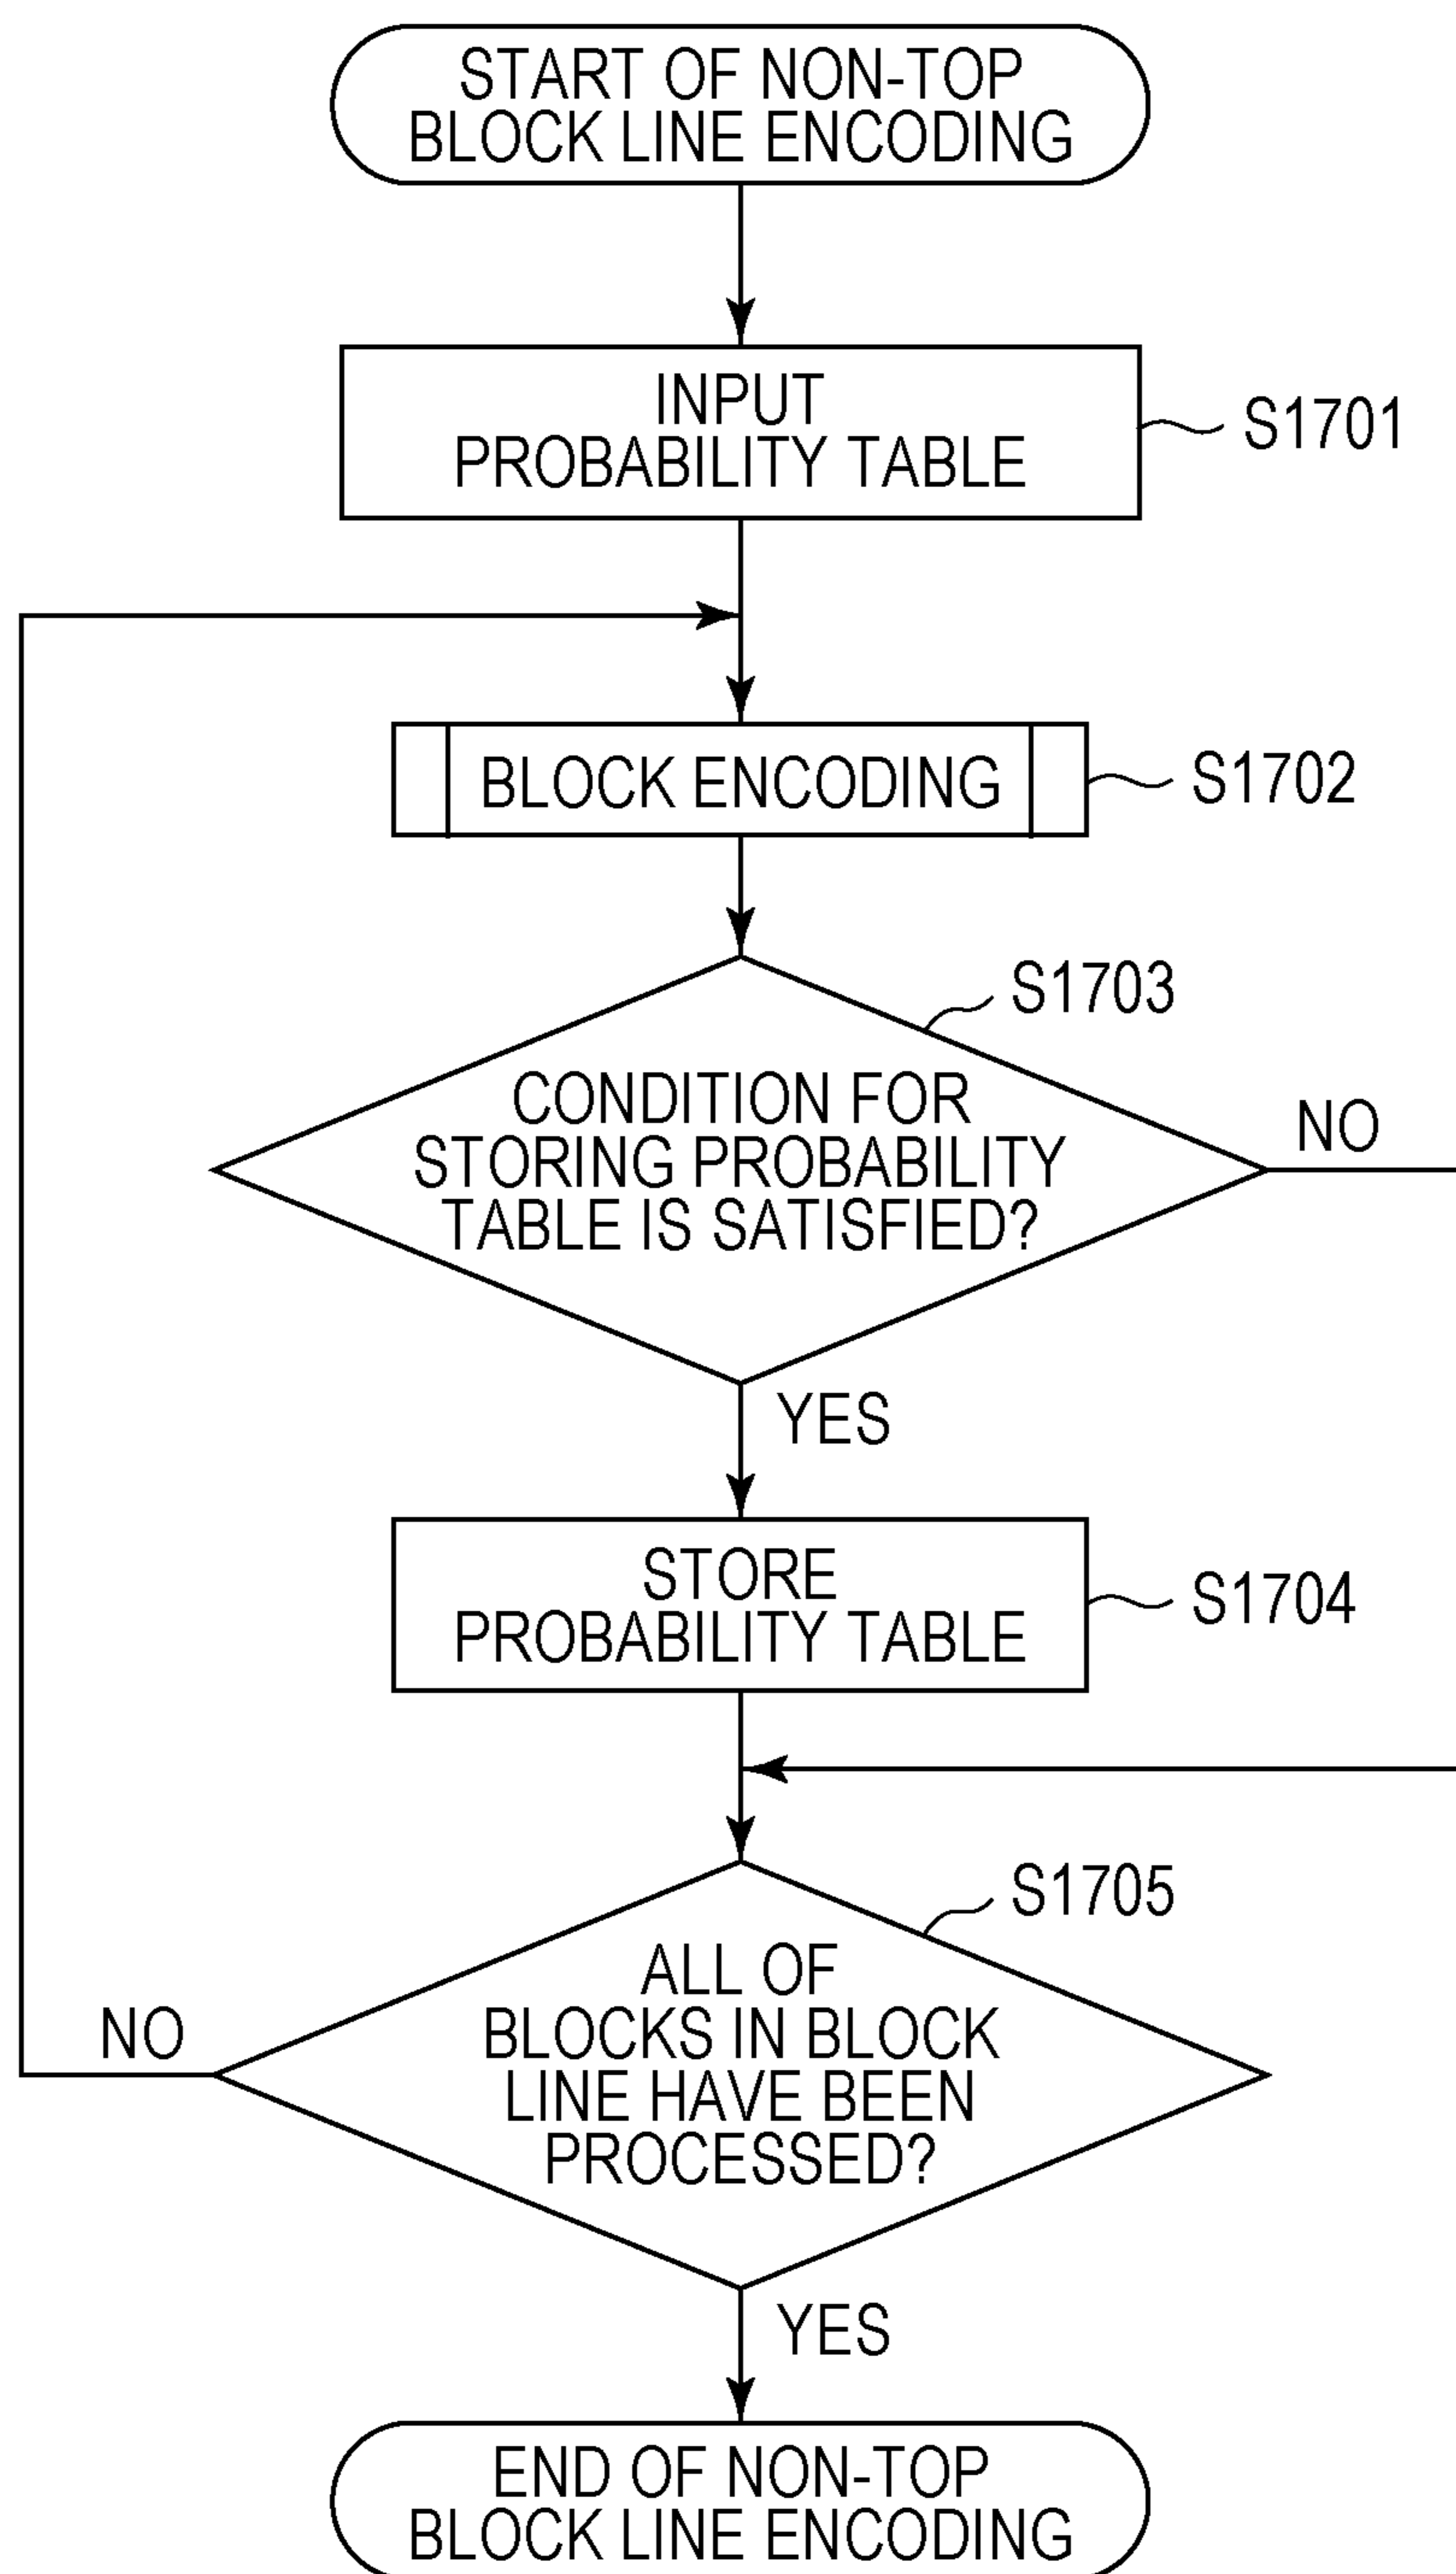 START OF NON-TOP
BLOCK LINE ENCODING
INPUT
PROBABILITY TABLE
S1701
BLOCK ENCODING
S1702
S1703
CONDITION FOR
STORING PROBABILITY
TABLE IS SATISFIED?
NO
YES
STORE
PROBABILITY TABLE
S1704
S1705
ALL OF
BLOCKS IN BLOCK
LINE HAVE BEEN
PROCESSED?
NO
YES
END OF NON-TOP
BLOCK LINE ENCODING